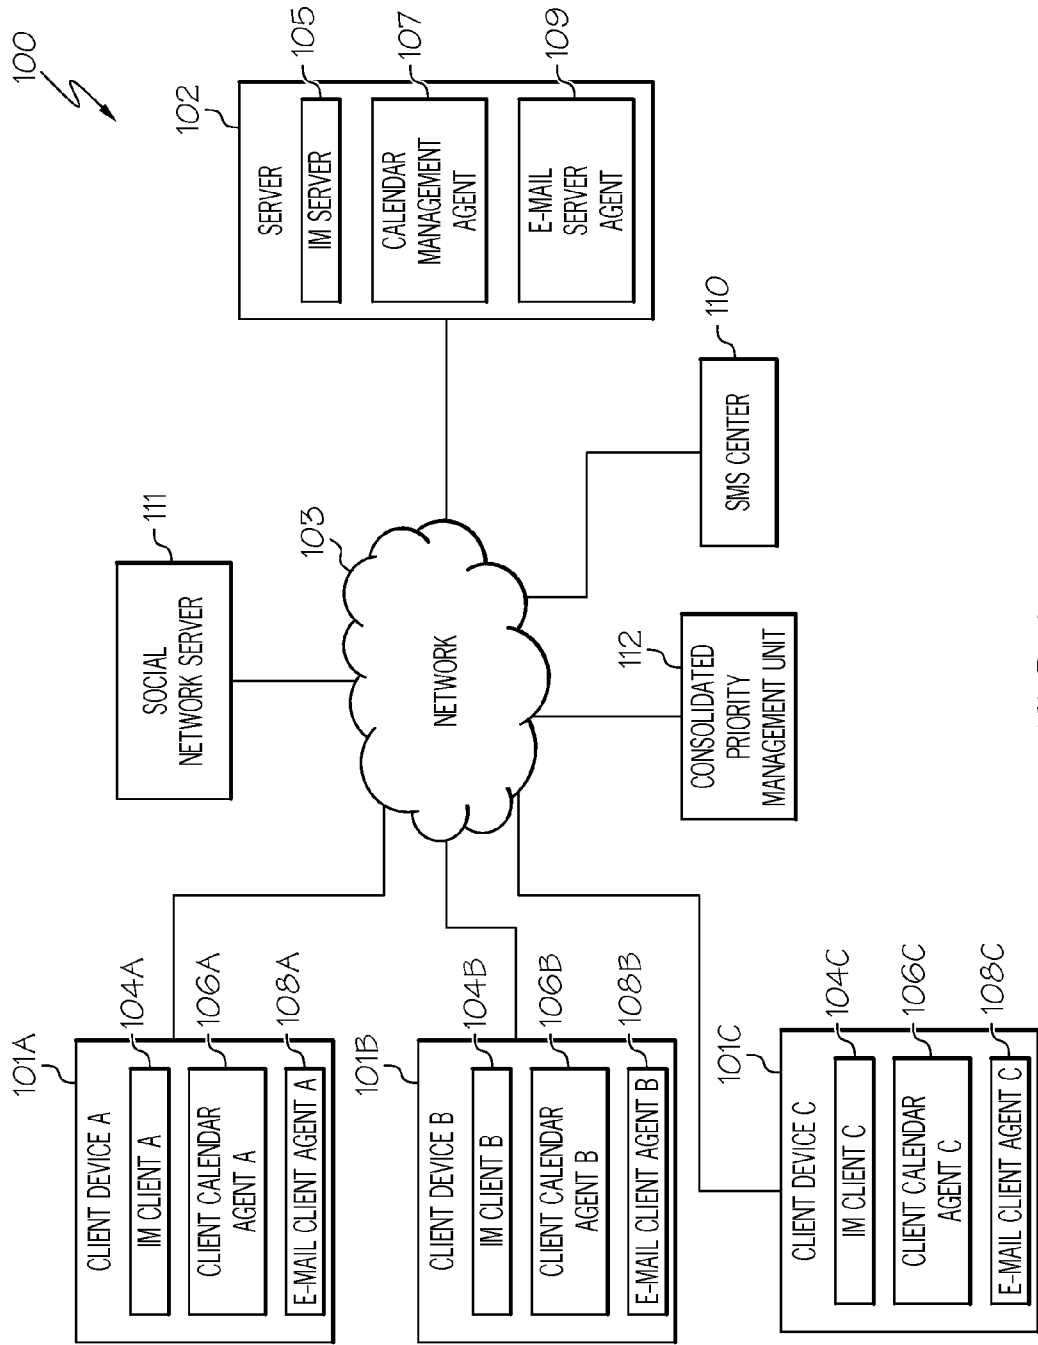 100
101A
CLIENT DEVICE A
104A
IM CLIENT A
106A
CLIENT CALENDAR
AGENT A
108A
E-MAIL CLIENT AGENT A
101B
CLIENT DEVICE B
104B
IM CLIENT B
106B
CLIENT CALENDAR
AGENT B
108B
E-MAIL CLIENT AGENT B
101C
CLIENT DEVICE C
104C
IM CLIENT C
106C
CLIENT CALENDAR
AGENT C
108C
E-MAIL CLIENT AGENT C
111
SOCIAL
NETWORK SERVER
103
NETWORK
112
CONSOLIDATED
PRIORITY
MANAGEMENT UNIT
110
SMS CENTER
102
SERVER
105
IM SERVER
107
CALENDAR
MANAGEMENT
AGENT
109
E-MAIL
SERVER
AGENT